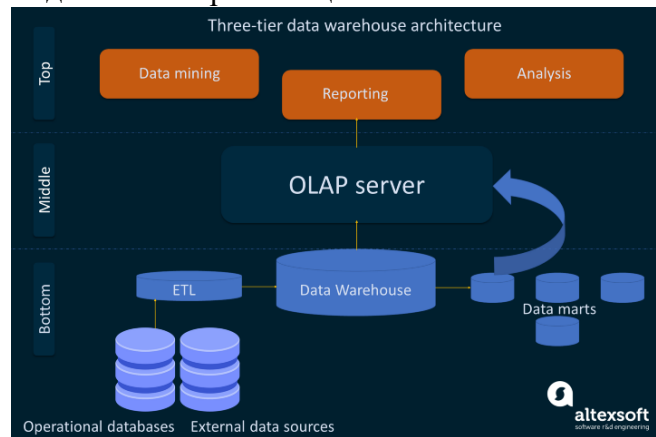 Three-tier data warehouse architecture
Top
Data mining
Reporting
Analysis
Middle
OLAP server
Bottom
ETL
Data Warehouse
Data marts
Operational databases
External data sources
altexsoft
software r&d engineering